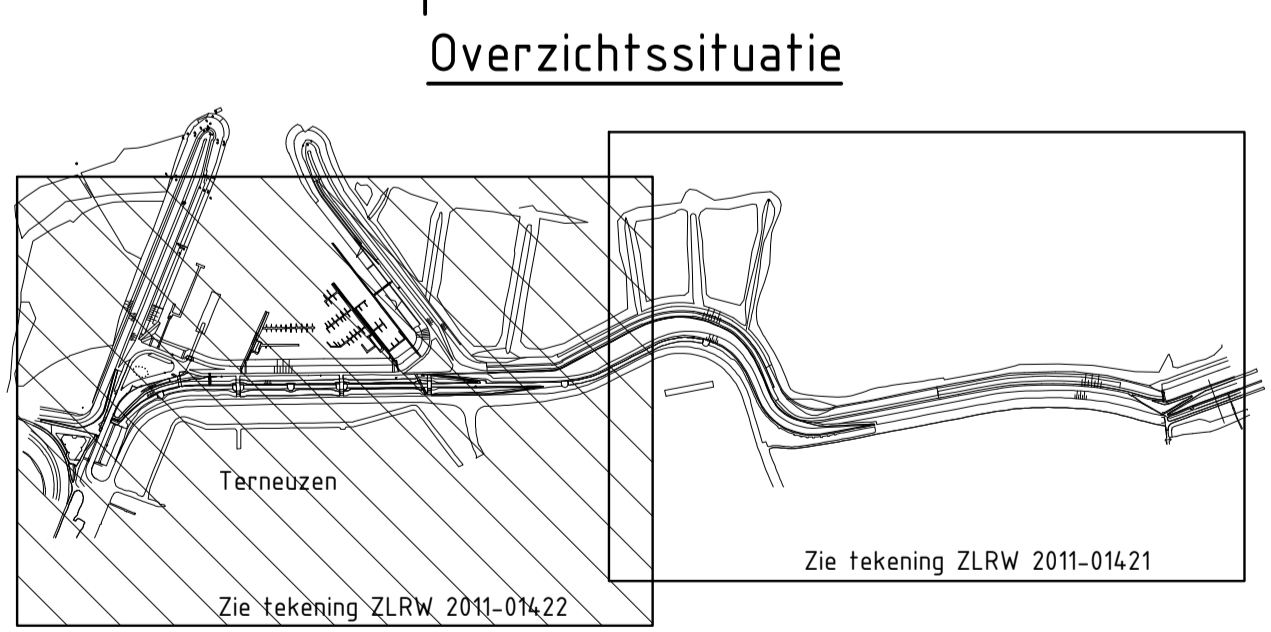 Overzichtssituatie
Terneuzen
Zie tekening ZLRW 2011-01421
Zie tekening ZLRW 2011-01422